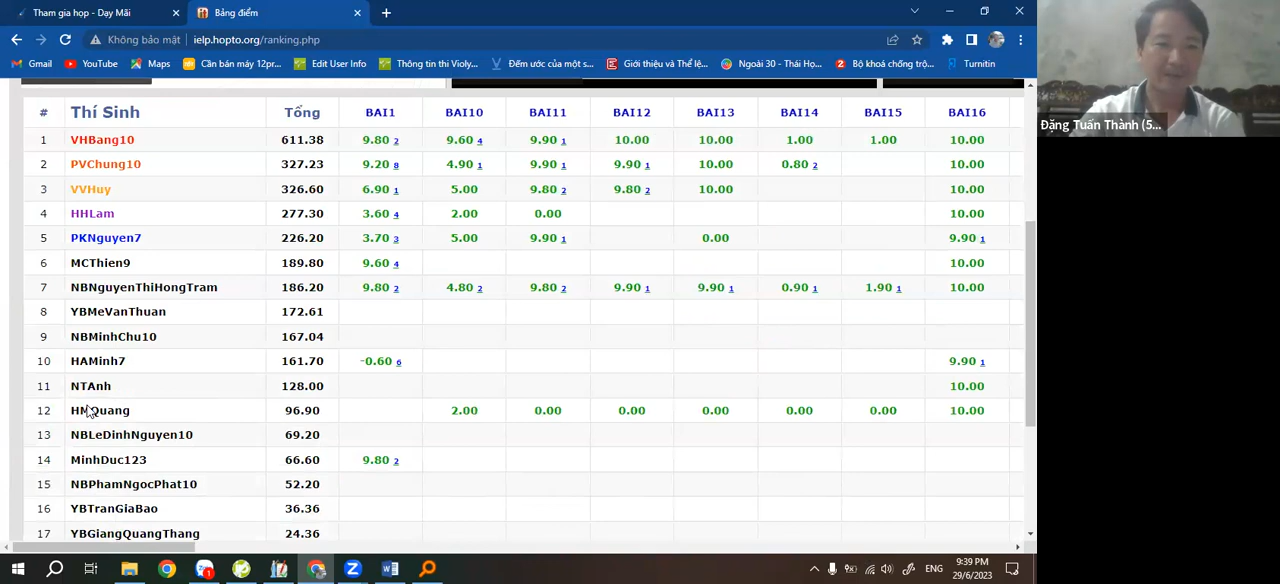 Tham gia họp - Dạy Mãi
Bảng điểm
Không bảo mật
ielp.hopto.org/ranking.php
Gmail YouTube Maps Cần bán máy 12pr... Edit User Info Thông tin thi Violy... Đếm ước của một s... Giới thiệu và Thể lệ... Ngoài 30 - Thái Họ... Bộ khoá chống trộ... Turnitin
# Thí Sinh Tổng BAI1 BAI10 BAI11 BAI12 BAI13 BAI14 BAI15 BAI16
1 VHBang10 611.38 9.80 2 9.60 4 9.90 1 10.00 10.00 1.00 1.00 10.00
2 PVChung10 327.23 9.20 8 4.90 1 9.90 1 9.90 1 10.00 0.80 2 10.00
3 VVHuy 326.60 6.90 1 5.00 9.80 2 9.80 2 10.00 10.00
4 HHLam 277.30 3.60 4 2.00 0.00 10.00
5 PKNguyen7 226.20 3.70 3 5.00 9.90 1 0.00 9.90 1
6 MCThien9 189.80 9.60 4 10.00
7 NBNguyenThiHongTram 186.20 9.80 2 4.80 2 9.80 2 9.90 1 9.90 1 0.90 1 1.90 1 10.00
8 YBMeVanThuan 172.61
9 NBMinhChu10 167.04
10 HAMinh7 161.70 -0.60 6 9.90 1
11 NTAnh 128.00 10.00
12 HNQuang 96.90 2.00 0.00 0.00 0.00 0.00 0.00 10.00
13 NBLeDinhNguyen10 69.20
14 MinhDuc123 66.60 9.80 2
15 NBPhamNgocPhat10 52.20
16 YBTranGiaBao 36.36
17 YBGiangQuangThang 24.36
ENG
9:39 PM
29/6/2023
Đặng Tuấn Thành (5...